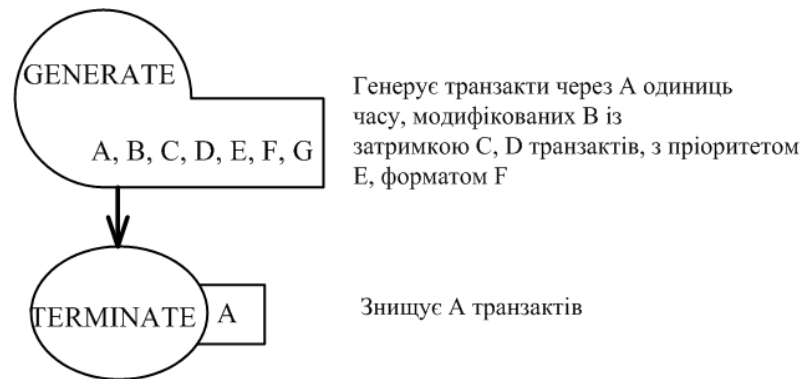 GENERATE
A, B, C, D, E, F, G
Генерує транзакти через A одиниць
часу, модифікованих B із
затримкою C, D транзактів, з пріоритетом
E, форматом F
TERMINATE
A
Знищує A транзактів